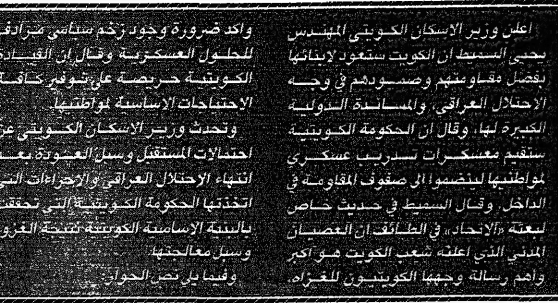 اعلن وزير الاسكان الكويتي المهندس
يحيى السميط ان الكويت ستعود لابنائها
بفضل مقاومتهم وصمودهم في وجه
الاحتلال العراقي، والمساندة الدولية
الكبيرة لها، وقال ان الحكومة الكويتية
ستقيم معسكرات تدريب عسكري
لمواطنيها لينضموا الى صفوف المقاومة في
الداخل. وقال السميط في حديث خاص
لبعثة «الاتحاد» في الطائف ان العصيان
المدني الذي اعلنه شعب الكويت هو اكبر
واهم رسالة وجهها الكويتيون للغزاه.
واكد ضرورة وجود زخم سياسي مرادف
للحلول العسكرية وقال ان القيادة
الكويتية حريصة على توفير كافة
الاحتياجات الاساسية لمواطنيها.
وتحدث وزير الاسكان الكويتي عن
احتمالات المستقبل وسبل العودة بعد
انتهاء الاحتلال العراقي والاجراءات التي
اتخذتها الحكومة الكويتية التي تحققت
بالبنية الاساسية الكويتية نتيجة الغزو
وسبل معالجتها.
وفيما يلي نص الحوار: